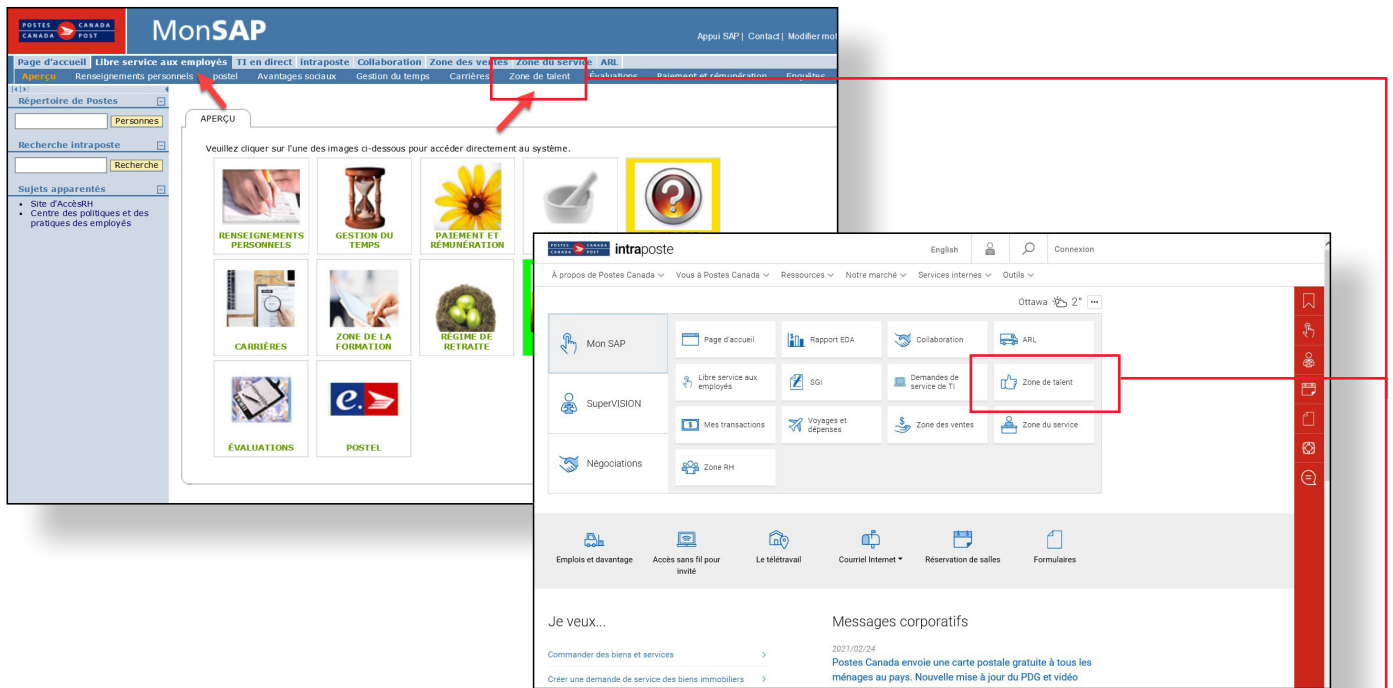 POSTES CANADA
CANADA POST
MonSAP
Appui SAP | Contact | Modifier mot
Page d'accueil Libre service aux employés TI en direct intraposte Collaboration Zone des ventes Zone du service ARL
Aperçu Renseignements personnels postel Avantages sociaux Gestion du temps Carrières Zone de talent Évaluations Paiement et rémunération Enquêtes
Répertoire de Postes
Personnes
Recherche intraposte
Recherche
Sujets apparentés
• Site d'AccèsRH
• Centre des politiques et des
pratiques des employés
APERÇU
Veuillez cliquer sur l'une des images ci-dessous pour accéder directement au système.
RENSEIGNEMENTS
PERSONNELS
GESTION DU
TEMPS
PAIEMENT ET
RÉMUNÉRATION
CARRIÈRES
ZONE DE LA
FORMATION
RÉGIME DE
RETRAITE
ÉVALUATIONS
e.
POSTEL
POSTES CANADA
CANADA POST
intraposte
English
Connexion
À propos de Postes Canada Vous à Postes Canada Ressources Notre marché Services internes Outils
Ottawa 2° ...
Mon SAP
SuperVISION
Négociations
Page d'accueil
Rapport EDA
Collaboration
ARL
Libre service aux
employés
SGI
Demandes de
service de TI
Zone de talent
Mes transactions
Voyages et
dépenses
Zone des ventes
Zone du service
Zone RH
Emplois et davantage
Accès sans fil pour
invité
Le télétravail
Courriel Internet
Réservation de salles
Formulaires
Je veux...
Commander des biens et services
Créer une demande de service des biens immobiliers
Messages corporatifs
2021/02/24
Postes Canada envoie une carte postale gratuite à tous les
ménages au pays. Nouvelle mise à jour du PDG et vidéo